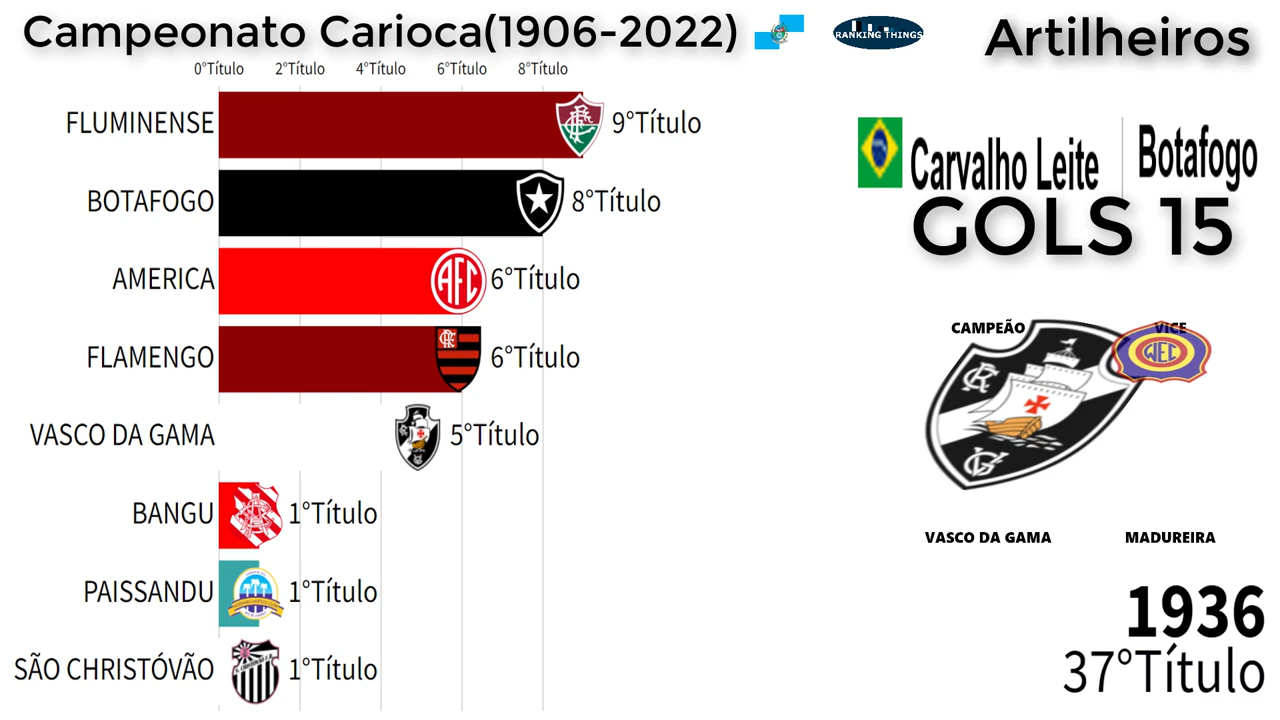 Campeonato Carioca(1906-2022)
RANKING THINGS
Artilheiros
0°Título 2°Título 4°Título 6°Título 8°Título
FLUMINENSE 9°Título
BOTAFOGO 8°Título
AMERICA AFC 6°Título
FLAMENGO 6°Título
VASCO DA GAMA 5°Título
BANGU 1°Título
PAISSANDU 1°Título
SÃO CHRISTÓVÃO 1°Título
Carvalho Leite Botafogo
GOLS 15
CAMPEÃO VICE
VASCO DA GAMA MADUREIRA
1936
37°Título